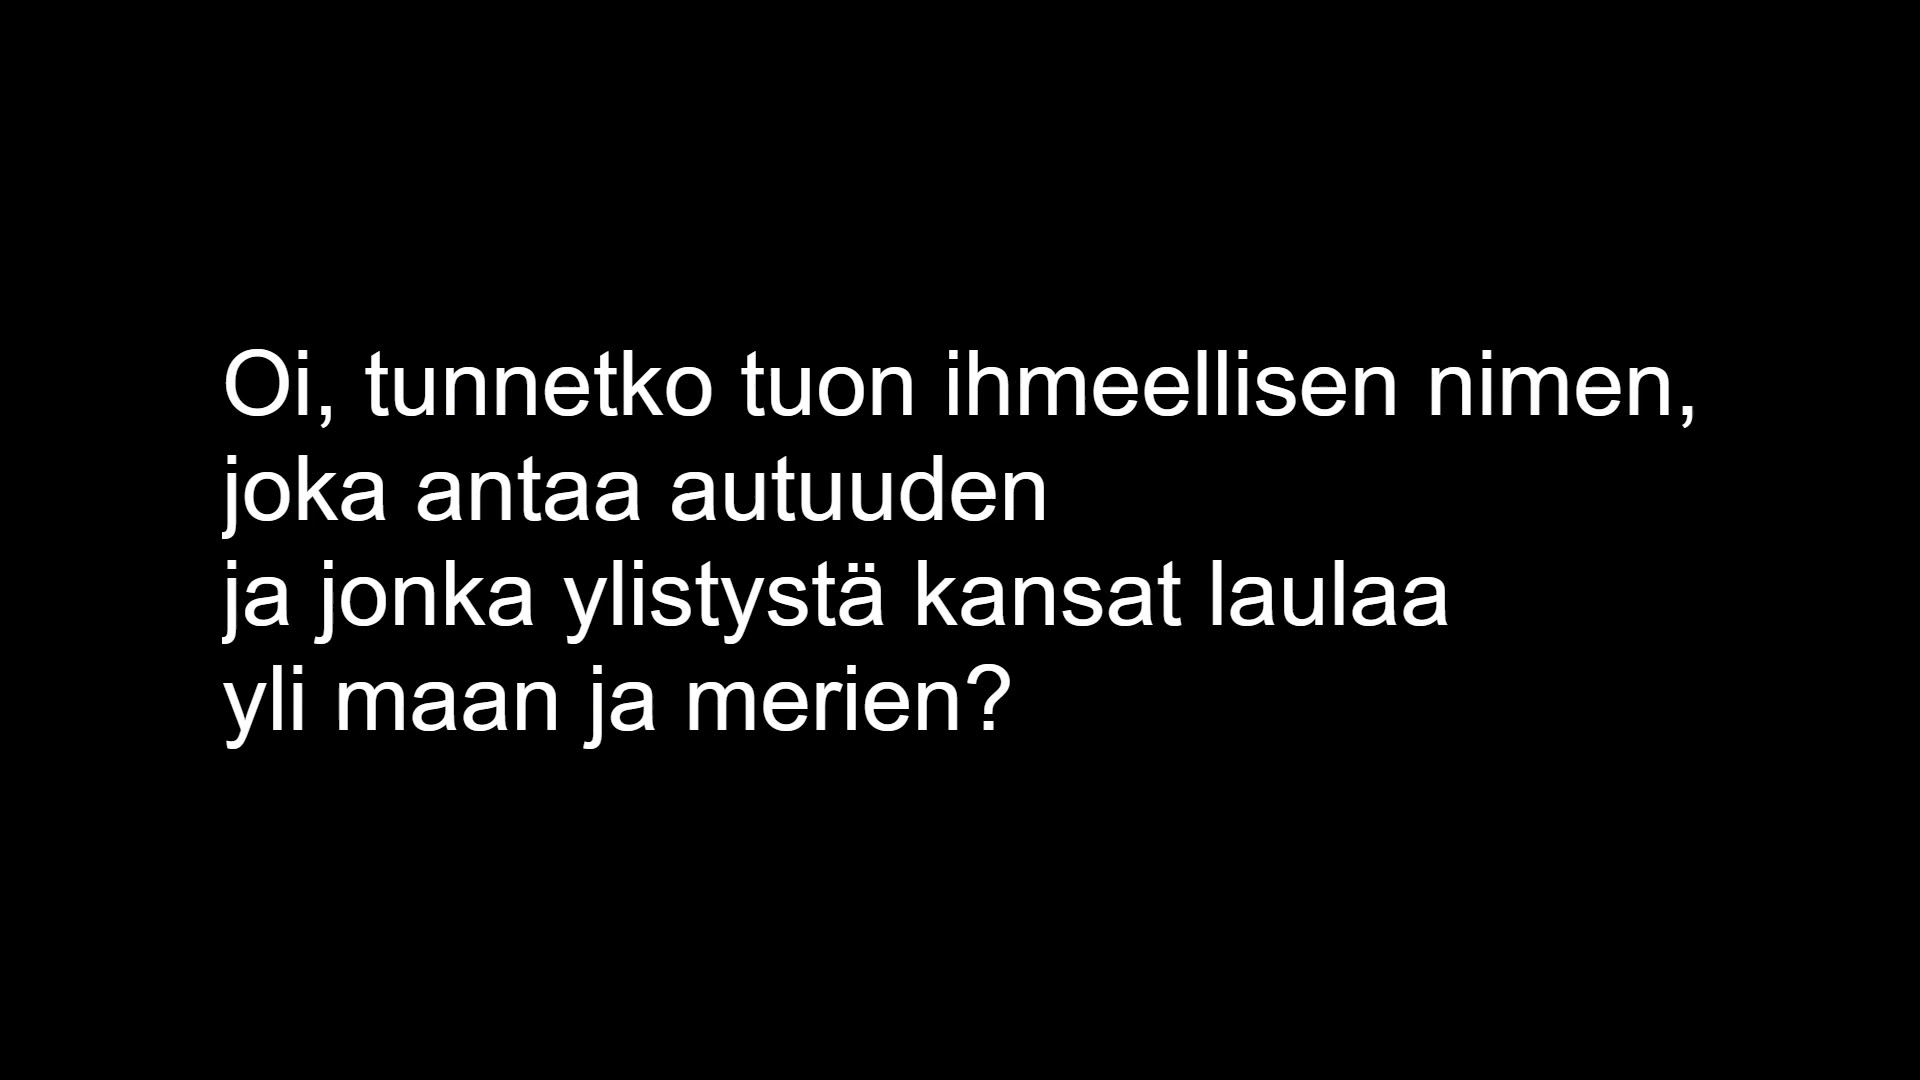 Oi, tunnetko tuon ihmeellisen nimen,
joka antaa autuuden
ja jonka ylistystä kansat laulaa
yli maan ja merien?